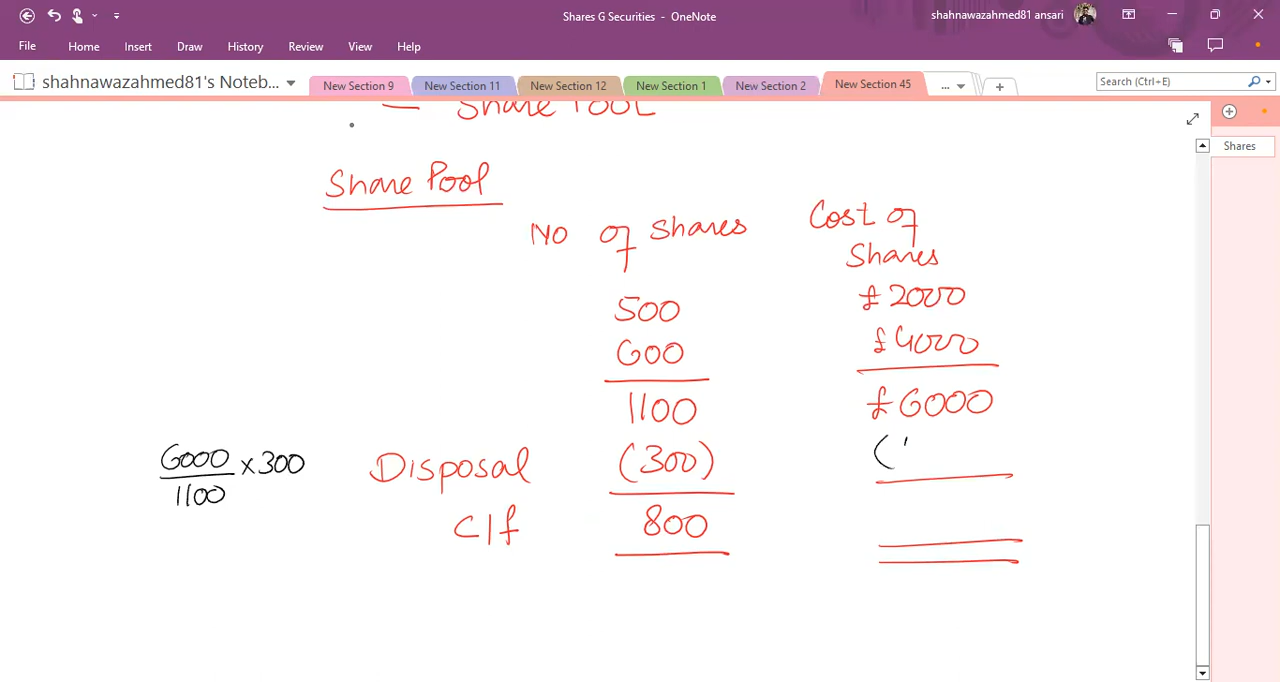 Shares G Securities - OneNote
shahnawazahmed81 ansari
File Home Insert Draw History Review View Help
shahnawazahmed81's Noteb...
New Section 9
New Section 11
New Section 12
New Section 1
New Section 2
New Section 45
...
Search (Ctrl+E)
Shares
— Share Pool
Share Pool
No of Shares
Cost of
Shares
500 £2000
600 £4000
1100 £6000
6000/1100 ×300 Disposal (300) (
C/f 800